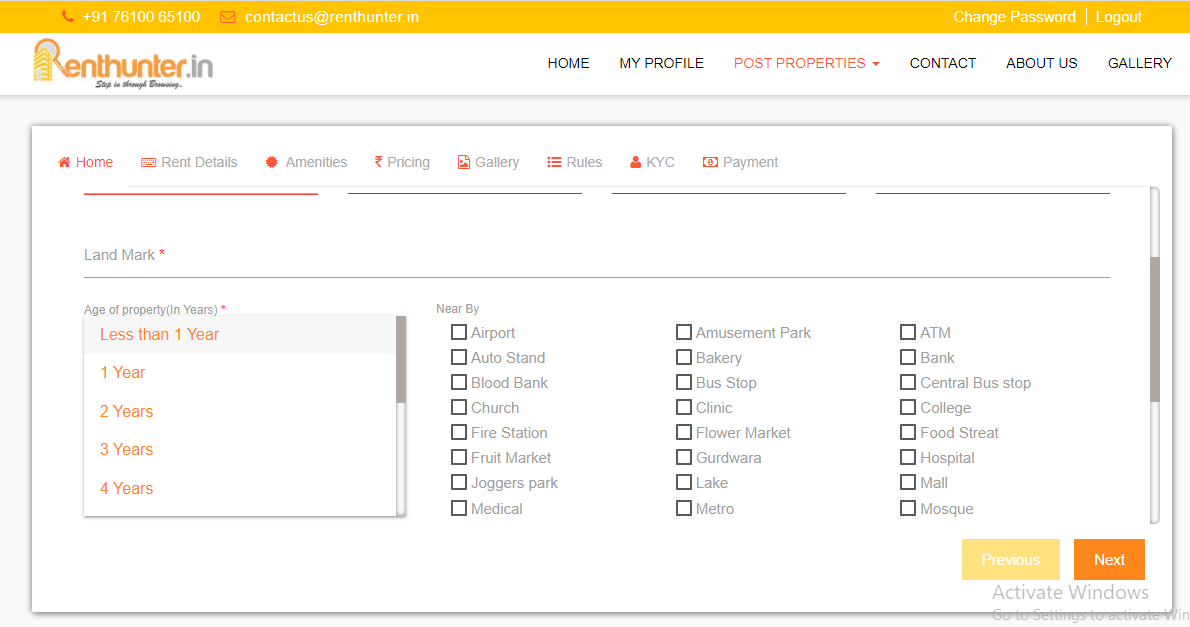 +91 76100 65100 contactus@renthunter.in Change Password Logout
Renthunter.in
Step in through Browsing..
HOME MY PROFILE POST PROPERTIES CONTACT ABOUT US GALLERY
Home Rent Details Amenities ₹ Pricing Gallery Rules KYC Payment
Land Mark *
Age of property(In Years) * Near By
Less than 1 Year
1 Year
2 Years
3 Years
4 Years
Airport Amusement Park ATM
Auto Stand Bakery Bank
Blood Bank Bus Stop Central Bus stop
Church Clinic College
Fire Station Flower Market Food Streat
Fruit Market Gurdwara Hospital
Joggers park Lake Mall
Medical Metro Mosque
Previous Next
Activate Windows
Go to Settings to activate Win